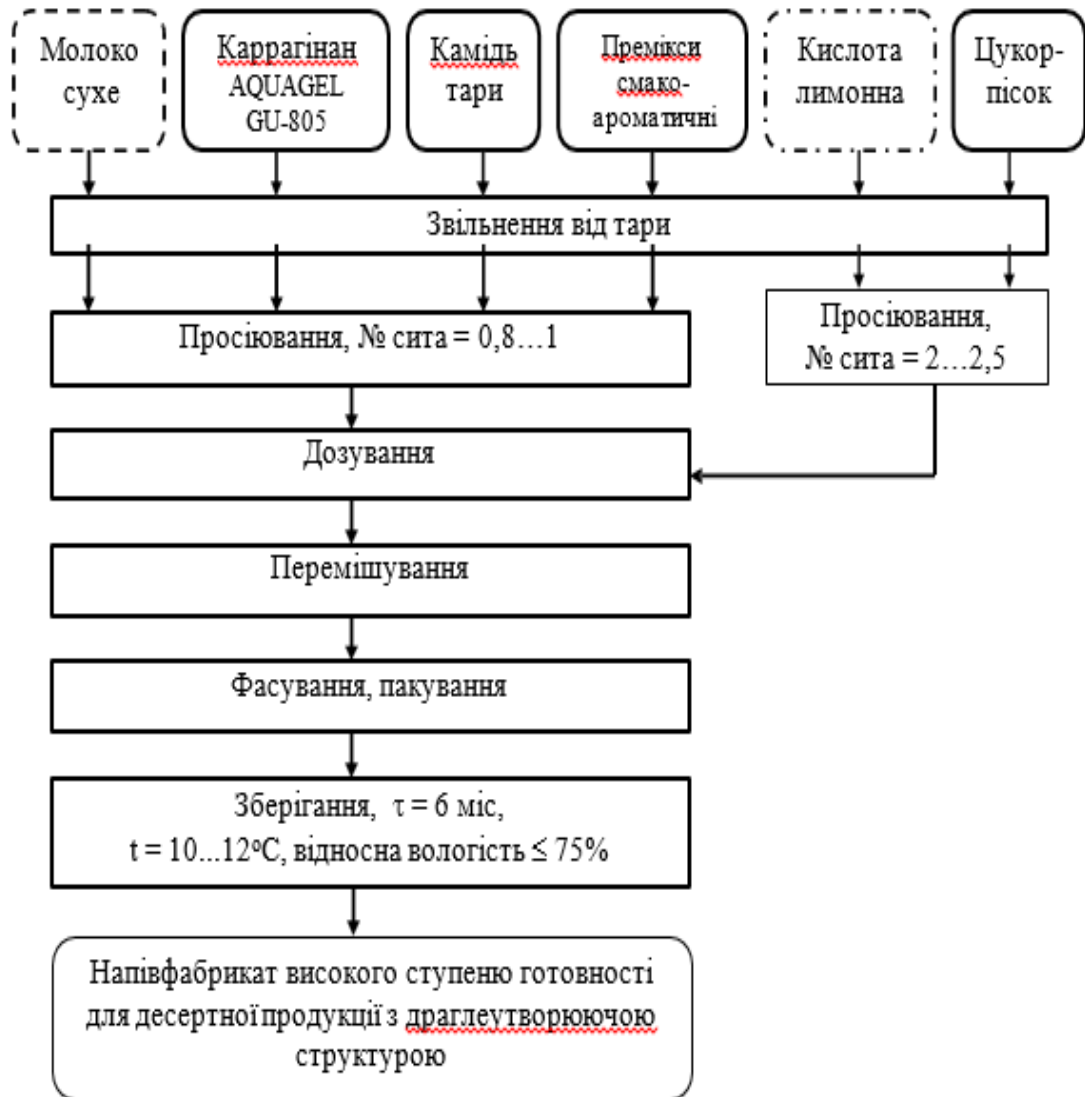 Молоко
сухе
Каррагінан
AQUAGEL
GU-805
Камідь
тари
Премікси
смако-
ароматичні
Кислота
лимонна
Цукор-
пісок
Звільнення від тари
Просіювання, № сита = 0,8...1
Просіювання,
№ сита = 2...2,5
Дозування
Перемішування
Фасування, пакування
Зберігання, τ = 6 міс,
t = 10...12°С, відносна вологість ≤ 75%
Напівфабрикат високого ступеню готовності
для десертної продукції з драглеутворюючою
структурою